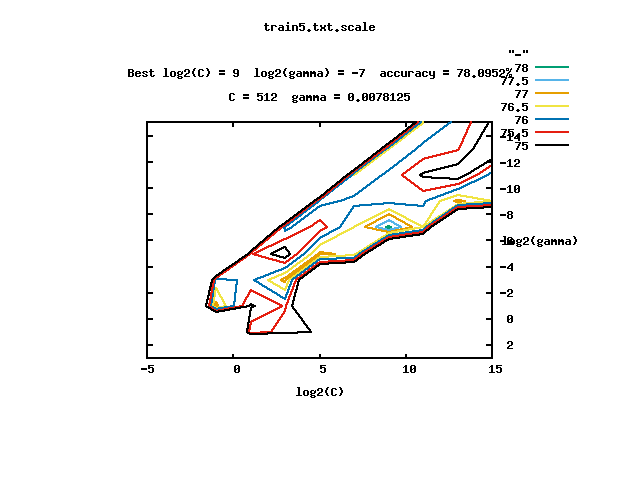 train5.txt.scale
"-"
Best log2(C) = 9  log2(gamma) = -7  accuracy = 78.0952%
78
77.5
77
76.5
76
75.5
75
C = 512  gamma = 0.0078125
-14
-12
-10
-8
-6
log2(gamma)
-4
-2
0
2
-5 0 5 10 15
log2(C)